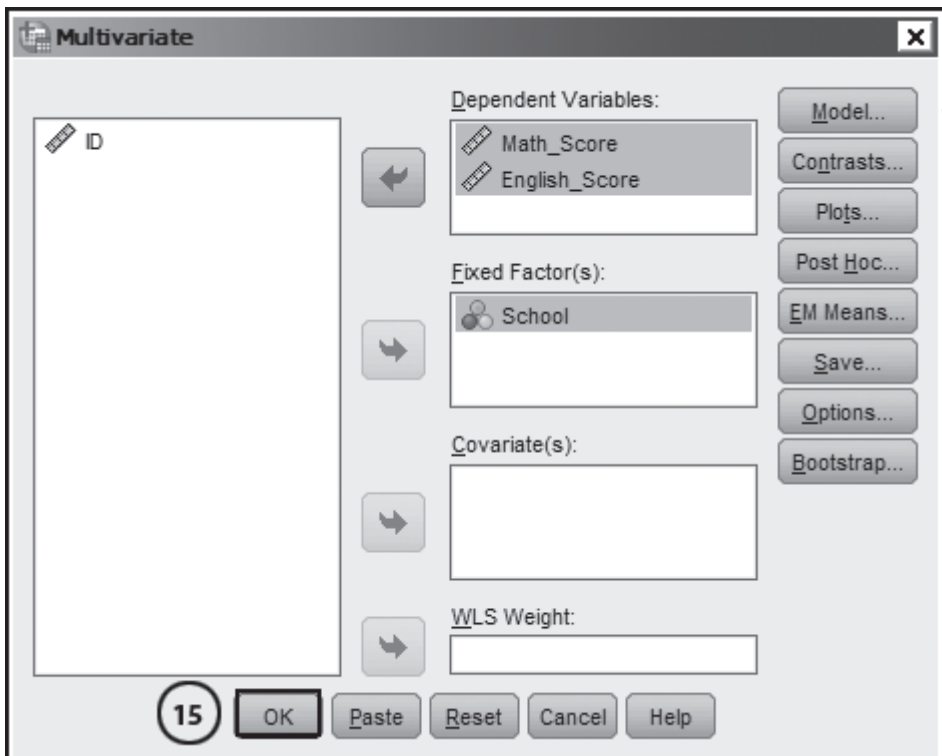 Multivariate
ID
Dependent Variables:
Math_Score
English_Score
Fixed Factor(s):
School
Covariate(s):
WLS Weight:
Model...
Contrasts...
Plots...
Post Hoc...
EM Means...
Save...
Options...
Bootstrap...
15 OK Paste Reset Cancel Help